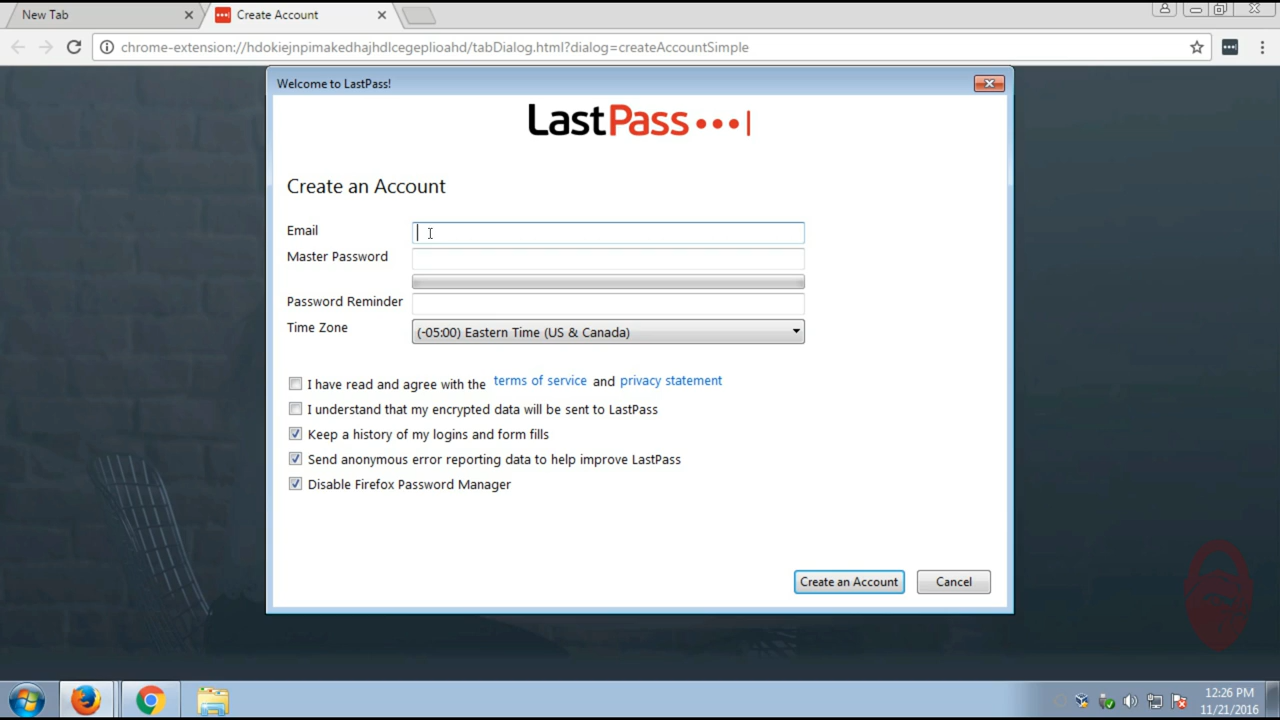 New Tab
Create Account
chrome-extension://hdokiejnpimakedhajhdlcegeplioahd/tabDialog.html?dialog=createAccountSimple
Welcome to LastPass!
LastPass
Create an Account
Email
Master Password
Password Reminder
Time Zone
(-05:00) Eastern Time (US & Canada)
I have read and agree with the terms of service and privacy statement
I understand that my encrypted data will be sent to LastPass
Keep a history of my logins and form fills
Send anonymous error reporting data to help improve LastPass
Disable Firefox Password Manager
Create an Account
Cancel
12:26 PM
11/21/2016